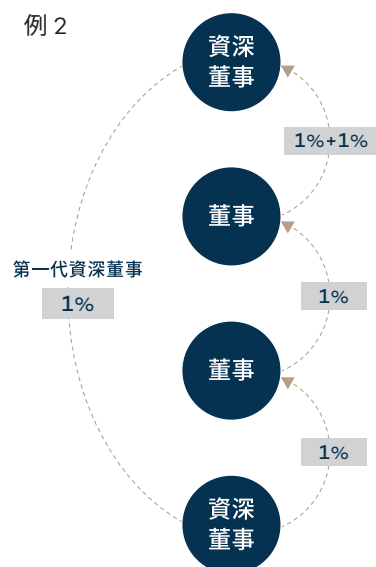 例 2
資深
董事
1%+1%
董事
第一代資深董事
1%
1%
董事
1%
資深
董事